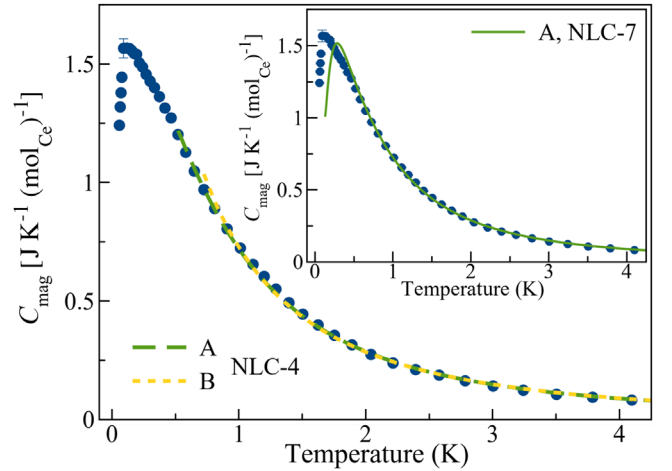 C_mag [J K^-1 (mol_Ce)^-1]
1.5
1
0.5
0
0
1
2
3
4
Temperature (K)
A
B
NLC-4
C_mag [J K^-1 (mol_Ce)^-1]
1.5
1
0.5
0
0
1
2
3
4
Temperature (K)
A, NLC-7